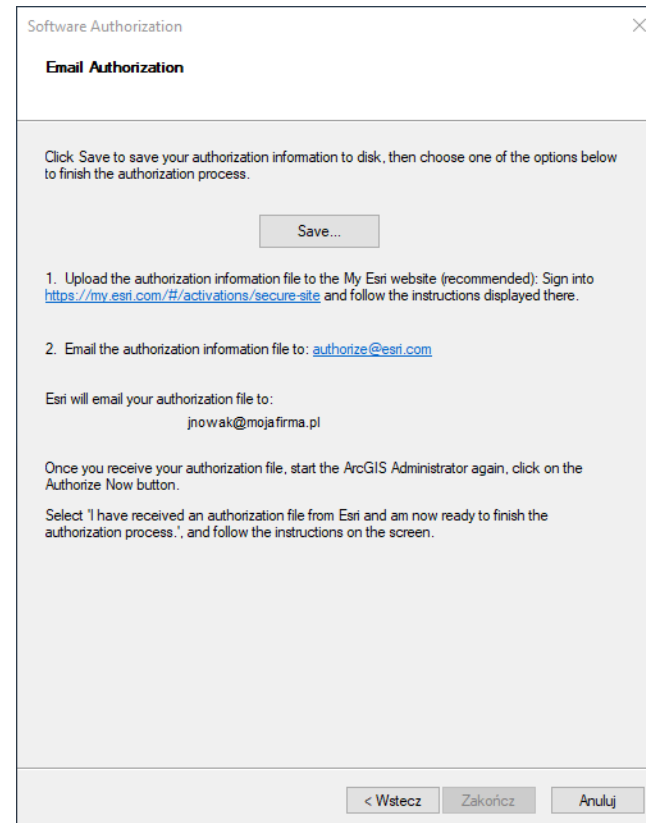 Software Authorization
Email Authorization
Click Save to save your authorization information to disk, then choose one of the options below
to finish the authorization process.
Save...
1. Upload the authorization information file to the My Esri website (recommended): Sign into
https://my.esri.com/#/activations/secure-site and follow the instructions displayed there.
2. Email the authorization information file to: authorize@esri.com
Esri will email your authorization file to:
jnowak@mojafirma.pl
Once you receive your authorization file, start the ArcGIS Administrator again, click on the
Authorize Now button.
Select 'I have received an authorization file from Esri and am now ready to finish the
authorization process.', and follow the instructions on the screen.
< Wstecz Zakończ Anuluj